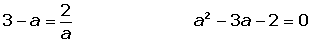 3 − a = 2/a    a² − 3a − 2 = 0